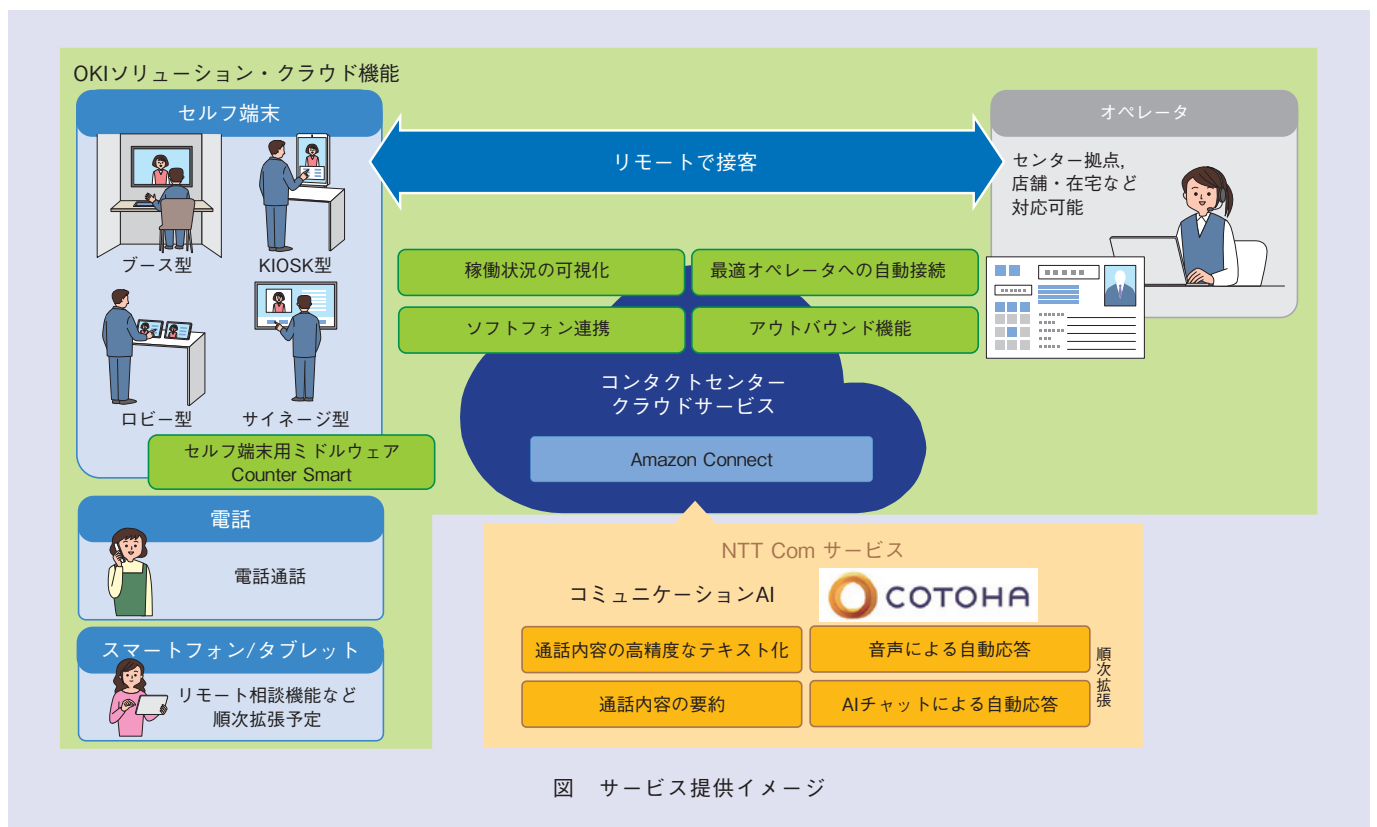 OKIソリューション・クラウド機能
セルフ端末
ブース型
KIOSK型
ロビー型
サイネージ型
セルフ端末用ミドルウェア
Counter Smart
電話
電話通話
スマートフォン/タブレット
リモート相談機能など
順次拡張予定
リモートで接客
オペレータ
センター拠点,
店舗・在宅など
対応可能
稼働状況の可視化
最適オペレータへの自動接続
ソフトフォン連携
アウトバウンド機能
コンタクトセンター
クラウドサービス
Amazon Connect
NTT Com サービス
コミュニケーションAI
COTOHA
通話内容の高精度なテキスト化
音声による自動応答
通話内容の要約
AIチャットによる自動応答
順次拡張
図　サービス提供イメージ